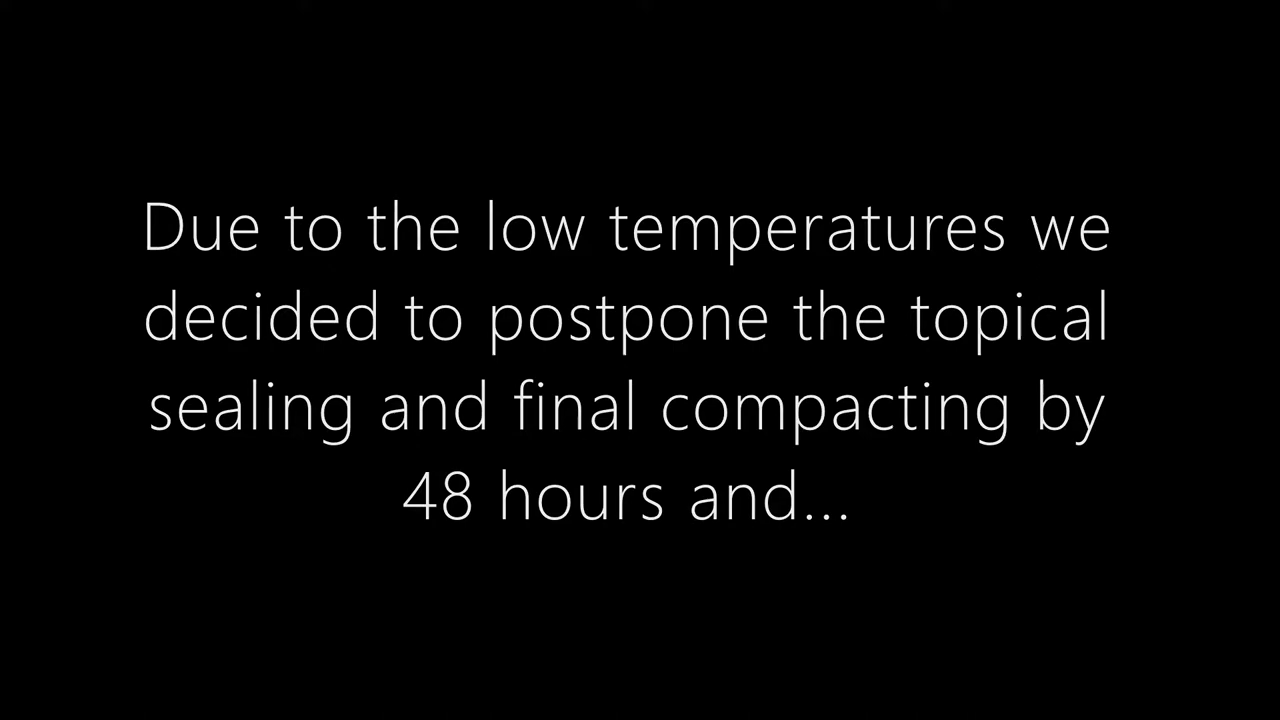 Due to the low temperatures we
decided to postpone the topical
sealing and final compacting by
48 hours and...